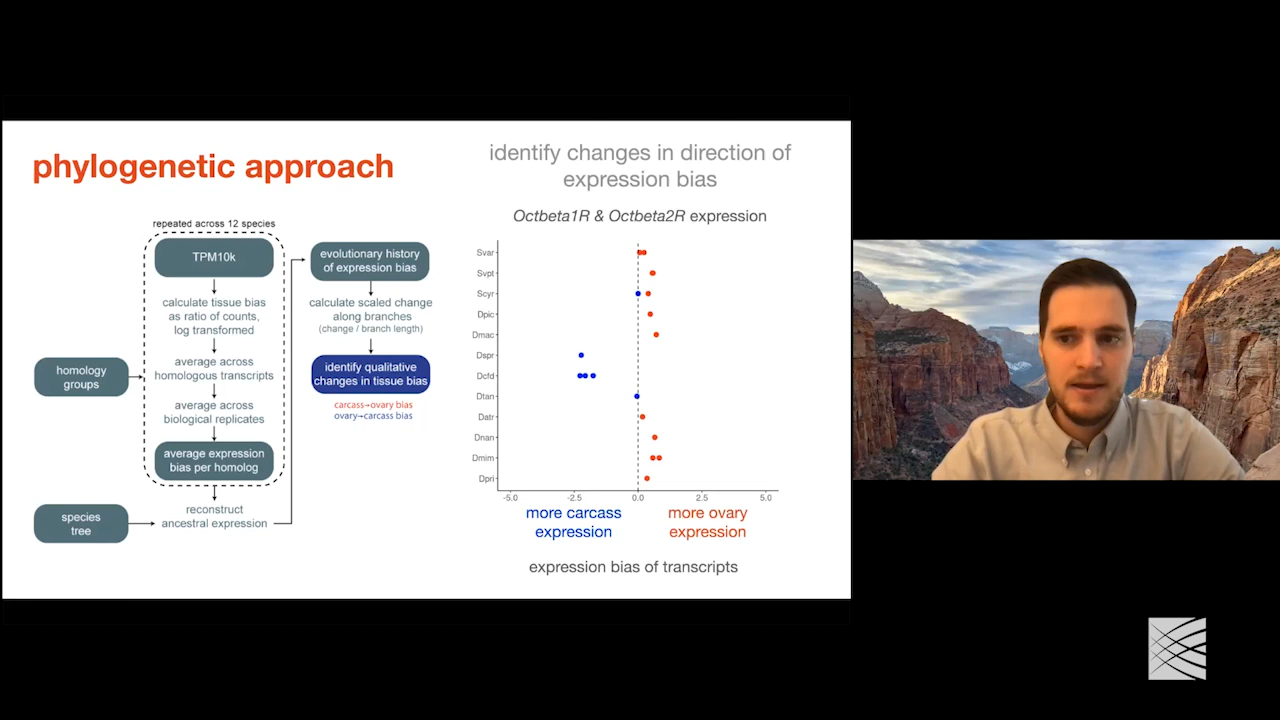 phylogenetic approach
repeated across 12 species
TPM10k
calculate tissue bias
as ratio of counts,
log transformed
average across
homologous transcripts
average across
biological replicates
average expression
bias per homolog
homology
groups
species
tree
reconstruct
ancestral expression
evolutionary history
of expression bias
calculate scaled change
along branches
(change / branch length)
identify qualitative
changes in tissue bias
carcass→ovary bias
ovary→carcass bias
identify changes in direction of
expression bias
Octbeta1R & Octbeta2R expression
Svar
Svpt
Scyr
Dpic
Dmac
Dspr
Dcfd
Dtan
Datr
Dnan
Dmim
Dpri
-5.0 -2.5 0.0 2.5 5.0
more carcass
expression
more ovary
expression
expression bias of transcripts